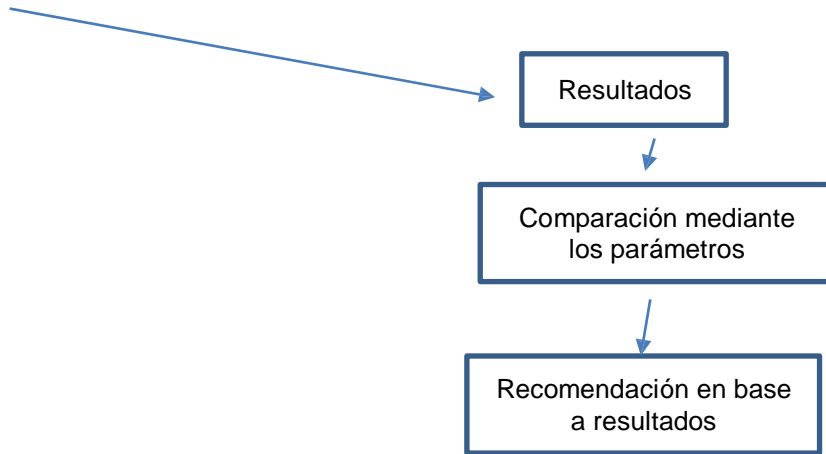 Resultados
Comparación mediante
los parámetros
Recomendación en base
a resultados